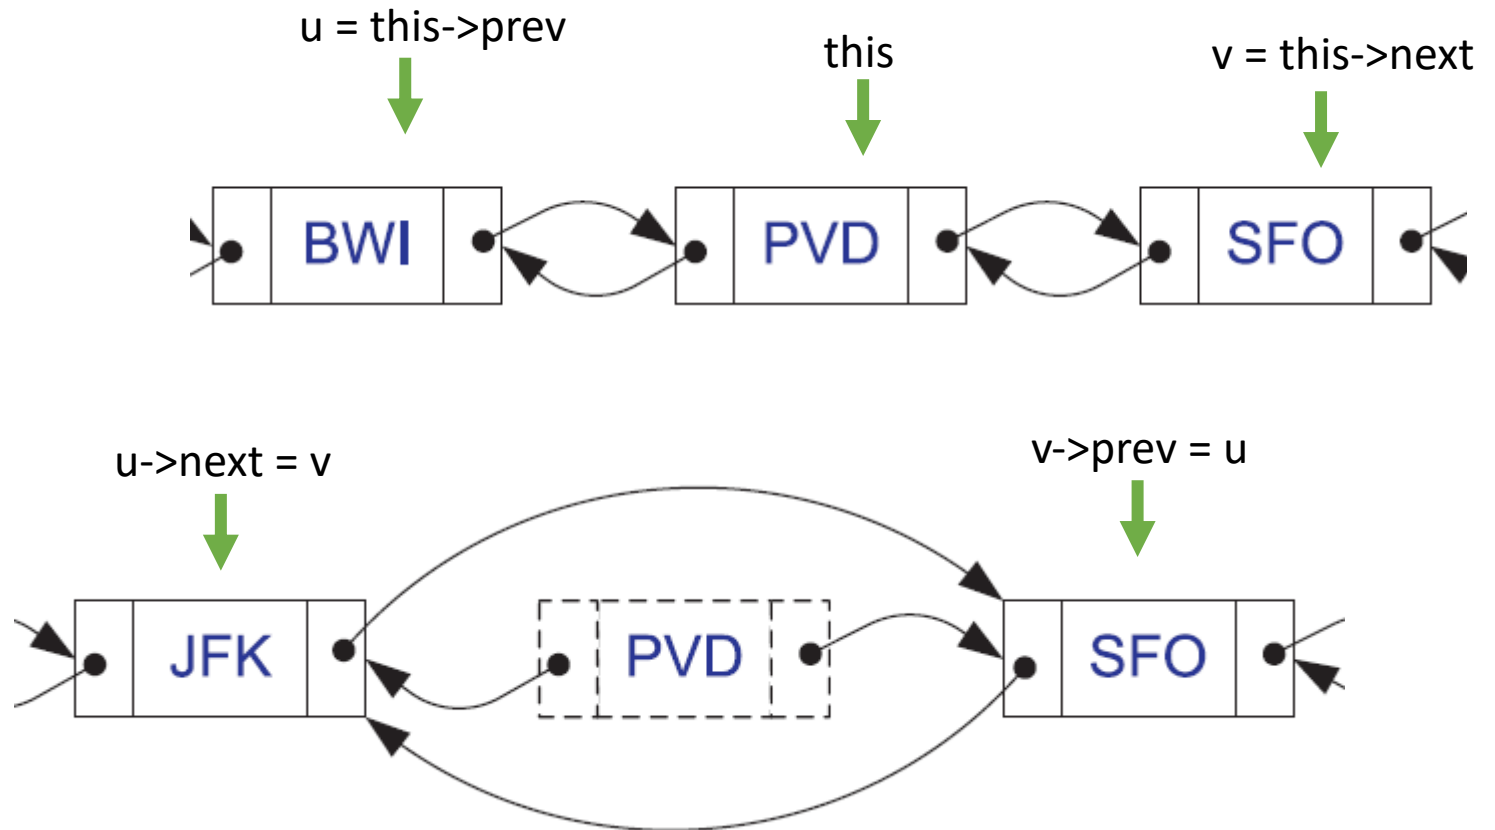 u = this->prev
this
v = this->next
BWI
PVD
SFO
u->next = v
v->prev = u
JFK
PVD
SFO